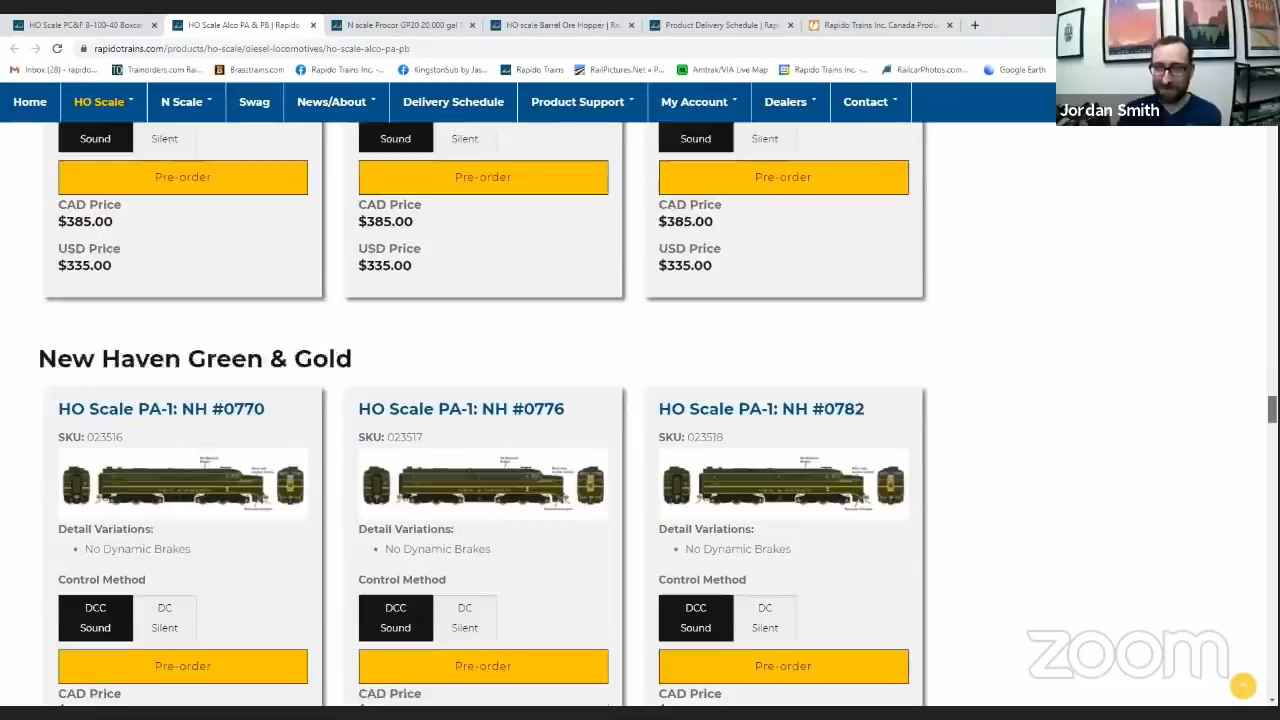 HO Scale PC&F B-100-40 Boxcar
HO Scale Alco PA & PB | Rapido
N scale Procor GP20 20,000 gal T
HO scale Barrel Ore Hopper | Ra
Product Delivery Schedule | Rap
Rapido Trains Inc. Canada Produ
rapidotrains.com/products/ho-scale/diesel-locomotives/ho-scale-alco-pa-pb
Inbox (28) - rapido...
Trainorders.com Rai...
Brasstrains.com
Rapido Trains Inc. -...
KingstonSub by Jas...
Rapido Trains
RailPictures.Net » P...
Amtrak/VIA Live Map
Rapido Trains Inc. -...
RailcarPhotos.com...
Google Earth
Jordan Smith
Home
HO Scale
N Scale
Swag
News/About
Delivery Schedule
Product Support
My Account
Dealers
Contact
Sound Silent
Sound Silent
Sound Silent
Pre-order
Pre-order
Pre-order
CAD Price
CAD Price
CAD Price
$385.00
$385.00
$385.00
USD Price
USD Price
USD Price
$335.00
$335.00
$335.00
New Haven Green & Gold
HO Scale PA-1: NH #0770
HO Scale PA-1: NH #0776
HO Scale PA-1: NH #0782
SKU: 023516
SKU: 023517
SKU: 023518
Detail Variations:
Detail Variations:
Detail Variations:
• No Dynamic Brakes
• No Dynamic Brakes
• No Dynamic Brakes
Control Method
Control Method
Control Method
DCC DC
DCC DC
DCC DC
Sound Silent
Sound Silent
Sound Silent
Pre-order
Pre-order
Pre-order
CAD Price
CAD Price
CAD Price
zoom